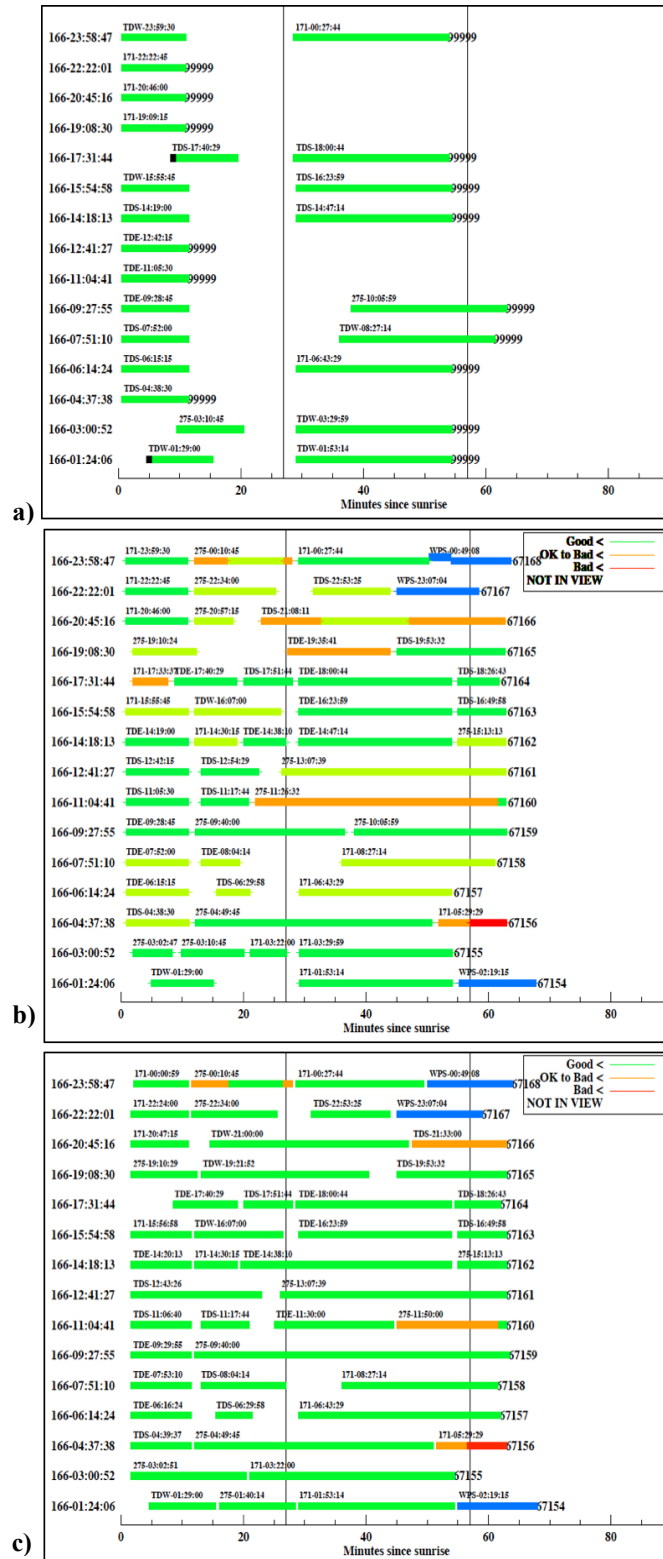 TDW-23:59:30 171-00:27:44
166-23:58:47 99999
171-22:22:45
166-22:22:01 99999
171-20:46:00
166-20:45:16 99999
171-19:09:15
166-19:08:30 99999
TDS-17:40:29 TDS-18:00:44
166-17:31:44 99999
TDW-15:55:45 TDS-16:23:59
166-15:54:58 99999
TDS-14:19:00 TDS-14:47:14
166-14:18:13 99999
TDE-12:42:15
166-12:41:27 99999
TDE-11:05:30
166-11:04:41 99999
TDE-09:28:45 275-10:05:59
166-09:27:55 99999
TDS-07:52:00 TDW-08:27:14
166-07:51:10 99999
TDS-06:15:15 171-06:43:29
166-06:14:24 99999
TDS-04:38:30
166-04:37:38 99999
275-03:10:45 TDW-03:29:59
166-03:00:52 99999
TDW-01:29:00 TDW-01:53:14
166-01:24:06 99999
0 20 40 60 80
Minutes since sunrise
a)
Good <
OK to Bad <
Bad <
NOT IN VIEW
171-23:59:30 275-00:10:45 171-00:27:44 WPS-00:49:08
166-23:58:47 67168
171-22:22:45 275-22:34:00 TDS-22:53:25 WPS-23:07:04
166-22:22:01 67167
171-20:46:00 275-20:57:15 TDS-21:08:11
166-20:45:16 67166
275-19:10:24 TDE-19:35:41 TDS-19:53:32
166-19:08:30 67165
171-17:33:37 TDE-17:40:29 TDS-17:51:44 TDE-18:00:44 TDS-18:26:43
166-17:31:44 67164
171-15:55:45 TDW-16:07:00 TDE-16:23:59 TDS-16:49:58
166-15:54:58 67163
TDE-14:19:00 171-14:30:15 TDE-14:38:10 TDE-14:47:14 275-15:13:13
166-14:18:13 67162
TDS-12:42:15 TDS-12:54:29 275-13:07:39
166-12:41:27 67161
TDS-11:05:30 TDS-11:17:44 275-11:26:32
166-11:04:41 67160
TDE-09:28:45 275-09:40:00 275-10:05:59
166-09:27:55 67159
TDE-07:52:00 TDE-08:04:14 171-08:27:14
166-07:51:10 67158
TDE-06:15:15 TDS-06:29:58 171-06:43:29
166-06:14:24 67157
TDS-04:38:30 275-04:49:45 171-05:29:29
166-04:37:38 67156
275-03:02:47 275-03:10:45 171-03:22:00 171-03:29:59
166-03:00:52 67155
TDW-01:29:00 171-01:53:14 WPS-02:19:15
166-01:24:06 67154
0 20 40 60 80
Minutes since sunrise
b)
Good <
OK to Bad <
Bad <
NOT IN VIEW
171-00:00:59 275-00:10:45 171-00:27:44 WPS-00:49:08
166-23:58:47 67168
171-22:24:00 275-22:34:00 TDS-22:53:25 WPS-23:07:04
166-22:22:01 67167
171-20:47:15 TDW-21:00:00 TDS-21:33:00
166-20:45:16 67166
275-19:10:29 TDW-19:21:52 TDS-19:53:32
166-19:08:30 67165
TDE-17:40:29 TDS-17:51:44 TDE-18:00:44 TDS-18:26:43
166-17:31:44 67164
171-15:56:58 TDW-16:07:00 TDE-16:23:59 TDS-16:49:58
166-15:54:58 67163
TDE-14:20:13 171-14:30:15 TDE-14:38:10 275-15:13:13
166-14:18:13 67162
TDS-12:43:26 275-13:07:39
166-12:41:27 67161
TDS-11:06:40 TDS-11:17:44 TDE-11:30:00 275-11:50:00
166-11:04:41 67160
TDE-09:29:55 275-09:40:00
166-09:27:55 67159
TDE-07:53:10 TDS-08:04:14 171-08:27:14
166-07:51:10 67158
TDE-06:16:24 TDS-06:29:58 171-06:43:29
166-06:14:24 67157
TDS-04:39:37 275-04:49:45 171-05:29:29
166-04:37:38 67156
275-03:02:51 171-03:22:00
166-03:00:52 67155
TDW-01:29:00 275-01:40:14 171-01:53:14 WPS-02:19:15
166-01:24:06 67154
0 20 40 60 80
Minutes since sunrise
c)